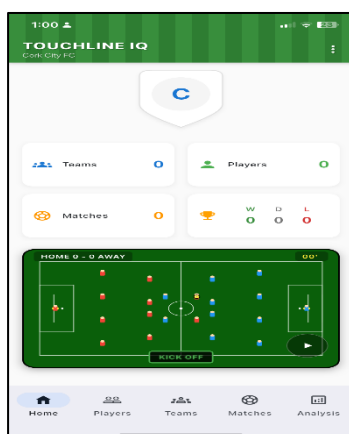 1:00
23
TOUCHLINE IQ
Cork City FC
C
Teams 0
Players 0
Matches 0
W D L
0 0 0
HOME 0 - 0 AWAY 00'
KICK OFF
Home Players Teams Matches Analysis